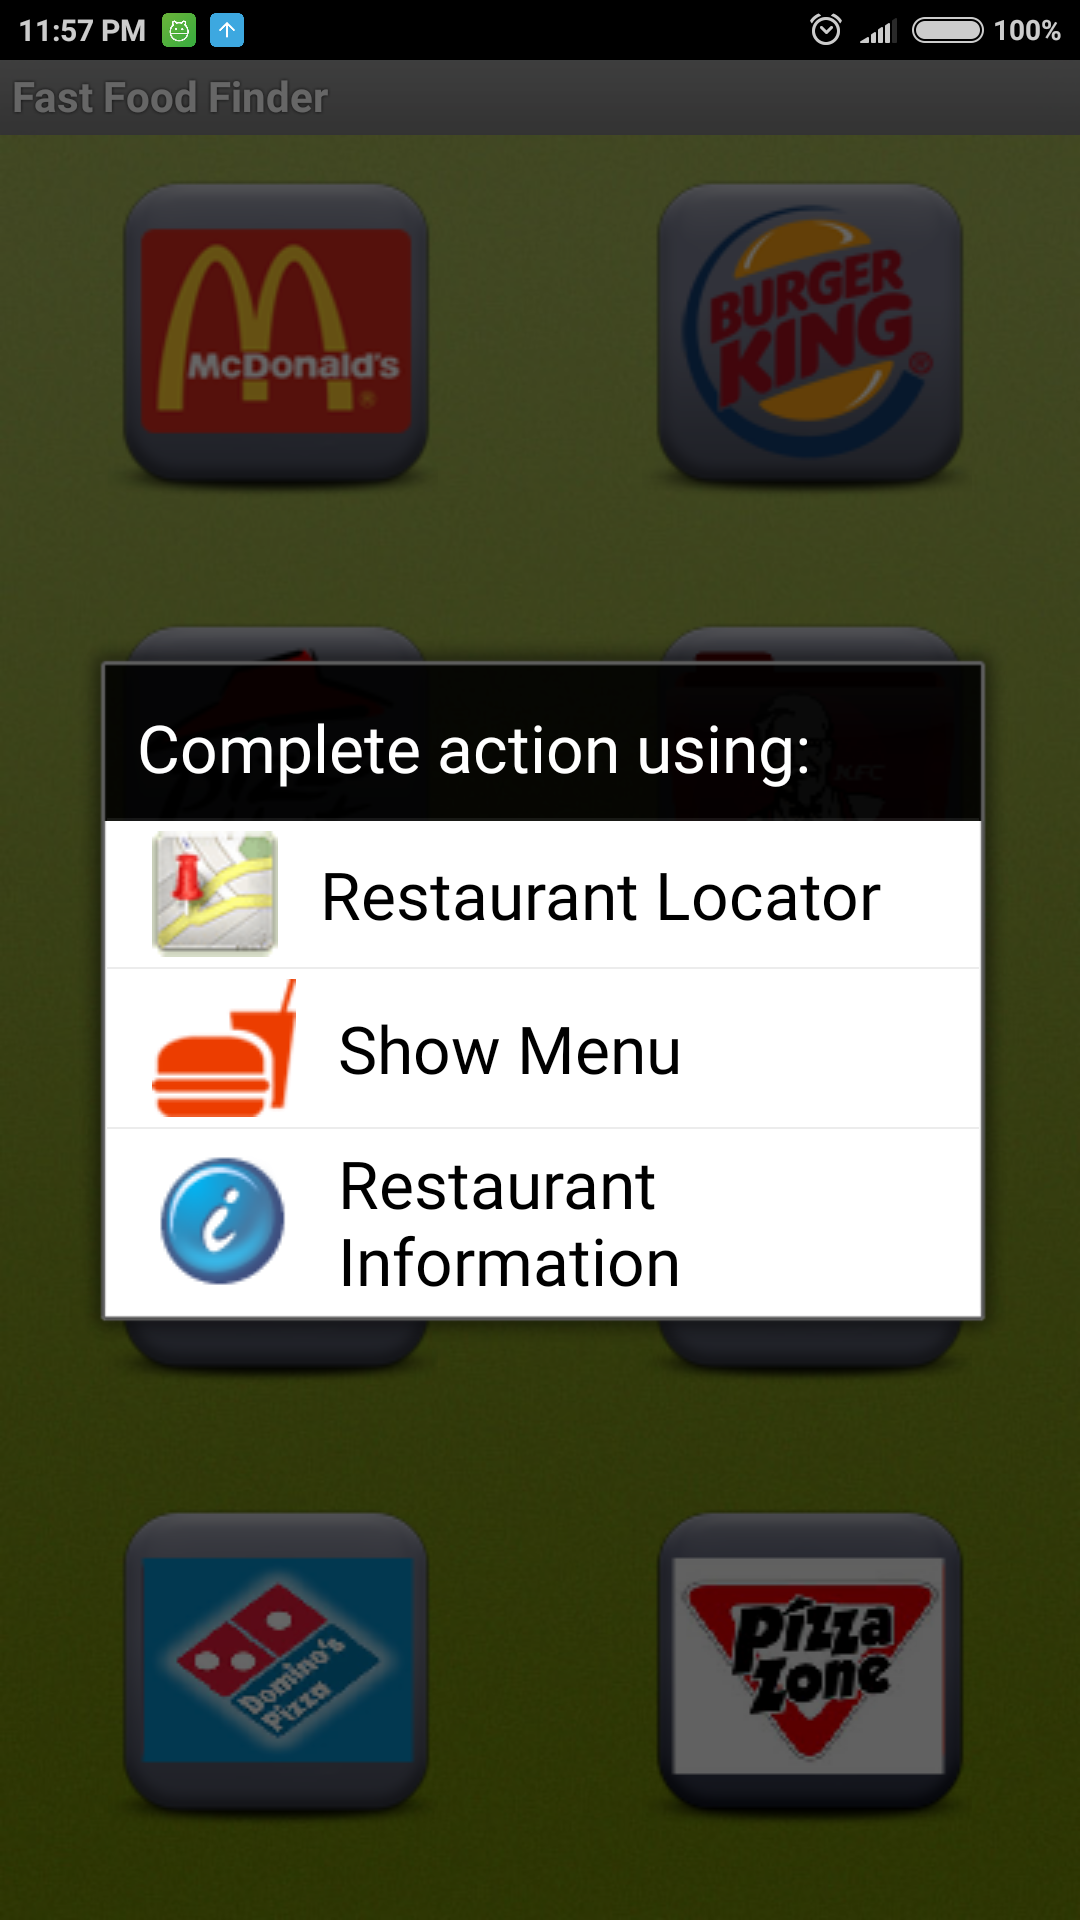 11:57 PM
100%
Fast Food Finder
McDonald's
®
BURGER
KING
®
KFC
Complete action using:
Restaurant Locator
Show Menu
Restaurant
Information
Domino's
Pizza
Pizza
Zone